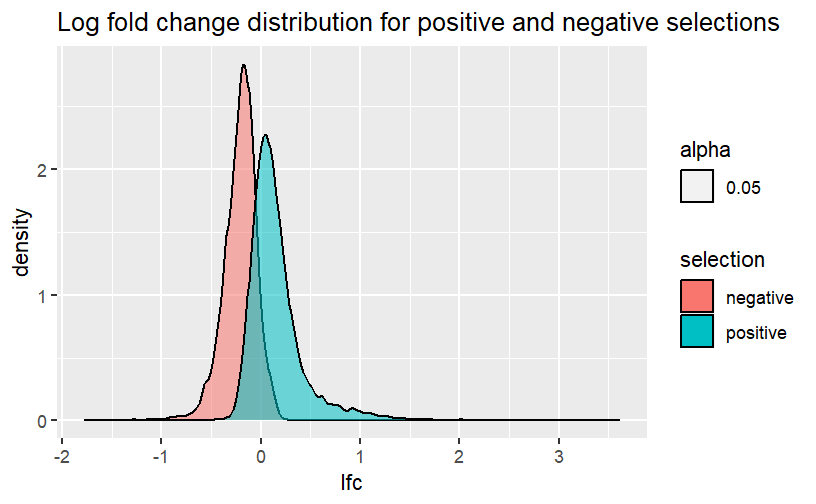 Log fold change distribution for positive and negative selections
density
2
1
0
-2 -1 0 1 2 3
lfc
alpha
0.05
selection
negative
positive